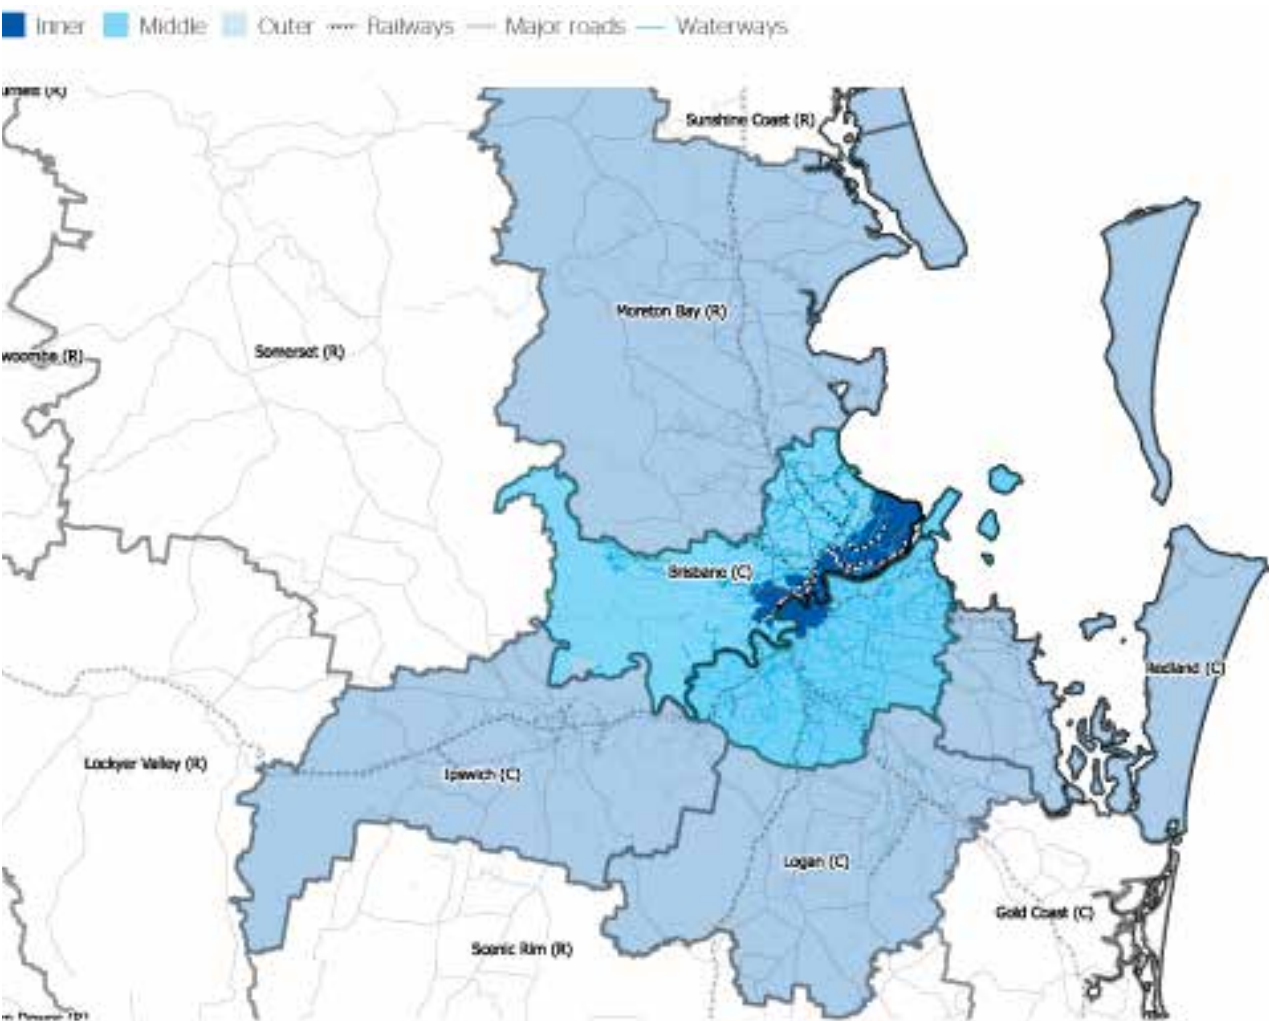 Inner Middle Outer Railways Major roads Waterways
Sunshine Coast (R)
Moreton Bay (R)
Somerset (R)
woomba (R)
Brisbane (C)
Redland (C)
Lockyer Valley (R)
Ipswich (C)
Logan (C)
Gold Coast (C)
Scenic Rim (R)